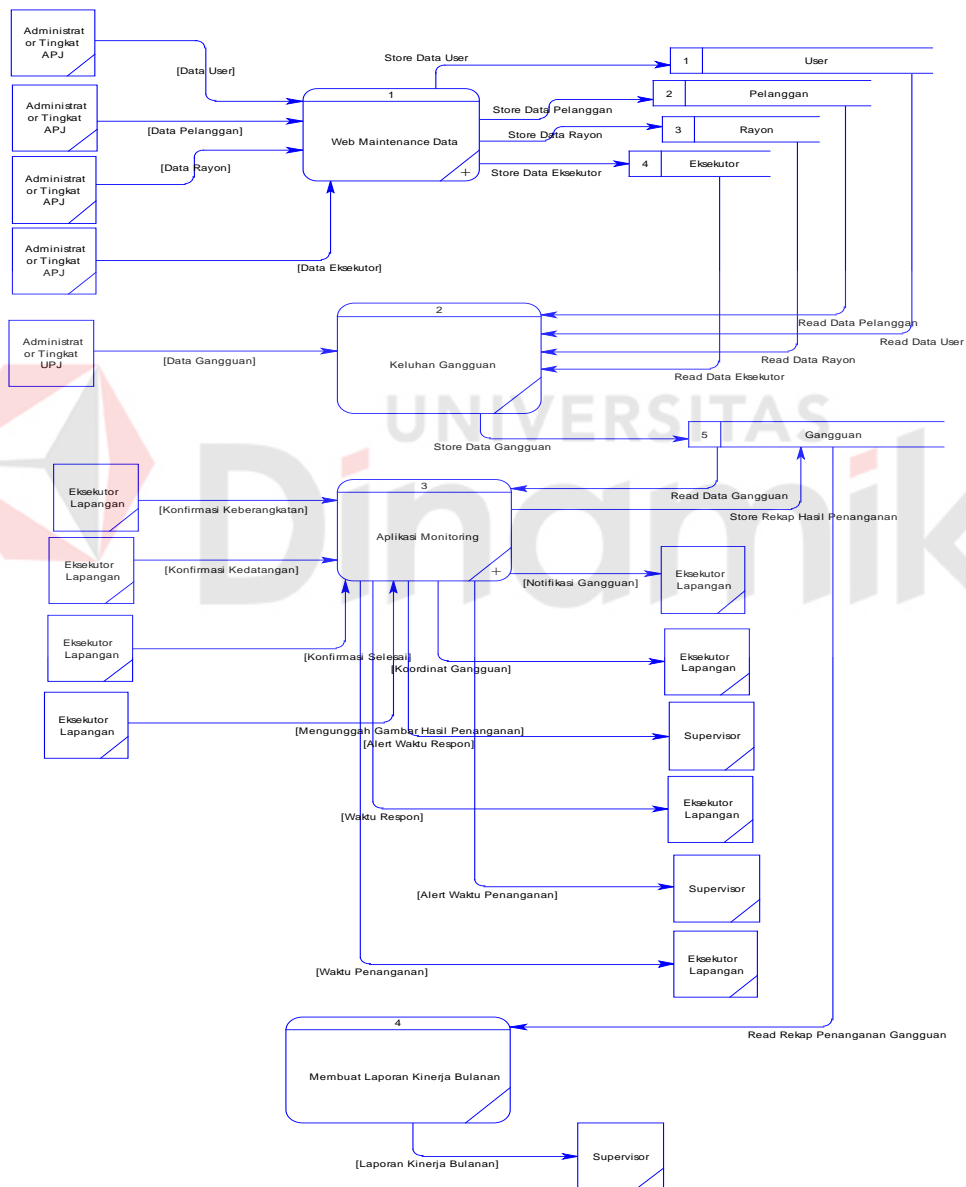 Administrat
or Tingkat
APJ
[Data User]
Store Data User
1
User
Administrat
or Tingkat
APJ
[Data Pelanggan]
1
Web Maintenance Data
+
Store Data Pelanggan
2
Pelanggan
Store Data Rayon
3
Rayon
Administrat
or Tingkat
APJ
[Data Rayon]
Store Data Eksekutor
4
Eksekutor
Administrat
or Tingkat
APJ
[Data Eksekutor]
Administrat
or Tingkat
UPJ
[Data Gangguan]
2
Keluhan Gangguan
Read Data Pelanggan
Read Data User
Read Data Rayon
Read Data Eksekutor
UNIVERSITAS
Dinamika
Store Data Gangguan
5
Gangguan
Eksekutor
Lapangan
[Konfirmasi Keberangkatan]
3
Aplikasi Monitoring
+
Read Data Gangguan
Store Rekap Hasil Penanganan
Eksekutor
Lapangan
[Konfirmasi Kedatangan]
[Notifikasi Gangguan]
Eksekutor
Lapangan
Eksekutor
Lapangan
[Konfirmasi Selesai]
[Koordinat Gangguan]
Eksekutor
Lapangan
Eksekutor
Lapangan
[Mengunggah Gambar Hasil Penanganan]
[Alert Waktu Respon]
Supervisor
[Waktu Respon]
Eksekutor
Lapangan
[Alert Waktu Penanganan]
Supervisor
[Waktu Penanganan]
Eksekutor
Lapangan
4
Membuat Laporan Kinerja Bulanan
Read Rekap Penanganan Gangguan
[Laporan Kinerja Bulanan]
Supervisor